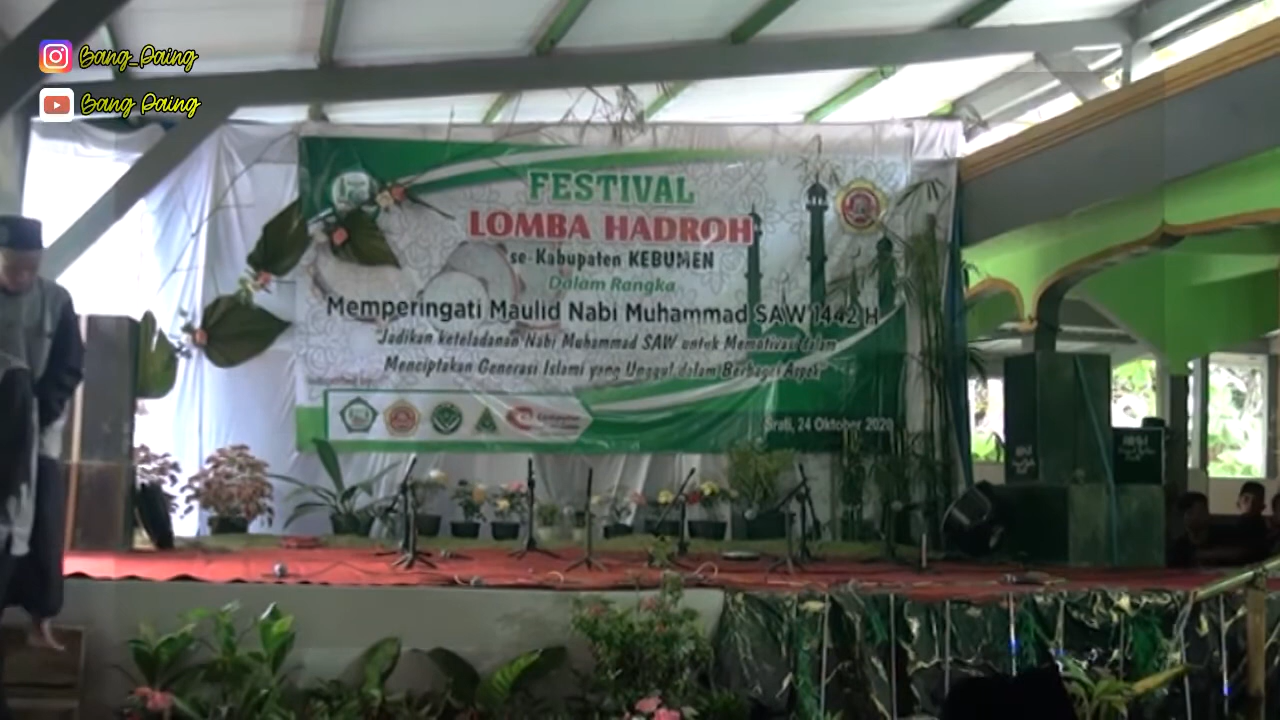 Bang_Paing
Bang Paing
FESTIVAL
LOMBA HADROH
se-Kabupaten KEBUMEN
Dalam Rangka
Memperingati Maulid Nabi Muhammad SAW 1442 H
"Jadikan keteladanan Nabi Muhammad SAW untuk Memotivasi dalam
Menciptakan Generasi Islami yang Unggul dalam Berbagai Aspek"
Sruti, 24 Oktober 2020